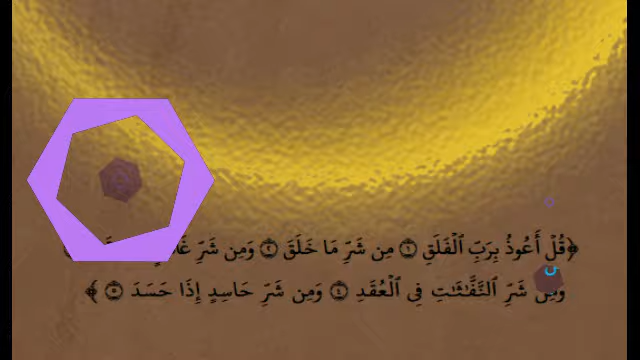 ﴿قُلۡ أَعُوذُ بِرَبِّ ٱلۡفَلَقِ ۝١ مِن شَرِّ مَا خَلَقَ ۝٢ وَمِن شَرِّ
وَمِن شَرِّ ٱلنَّفَّٰثَٰتِ فِي ٱلۡعُقَدِ ۝٤ وَمِن شَرِّ حَاسِدٍ إِذَا حَسَدَ ۝٥ ﴾